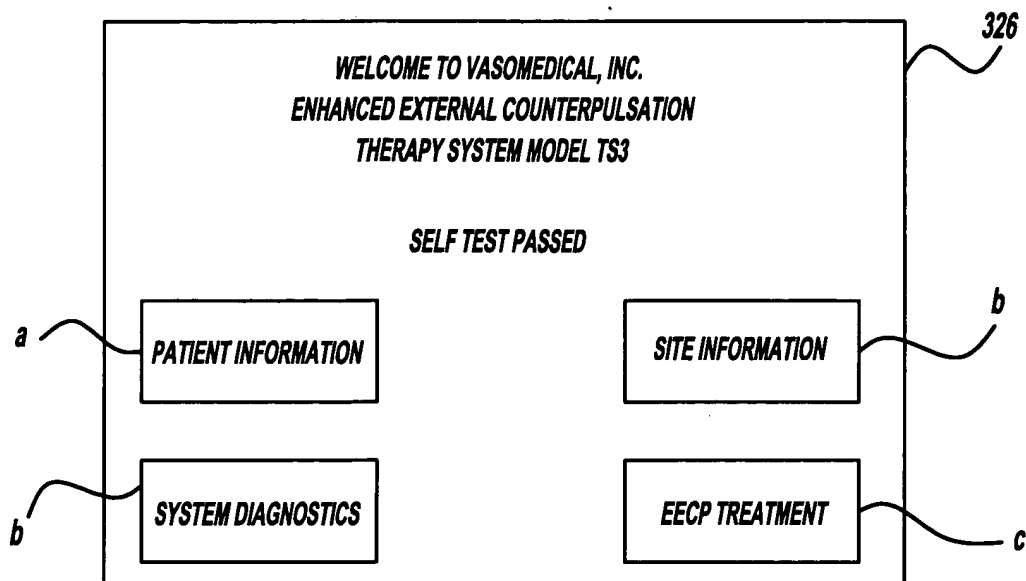 326
WELCOME TO VASOMEDICAL, INC.
ENHANCED EXTERNAL COUNTERPULSATION
THERAPY SYSTEM MODEL TS3
SELF TEST PASSED
a
PATIENT INFORMATION
SITE INFORMATION
b
SYSTEM DIAGNOSTICS
b
EECP TREATMENT
c